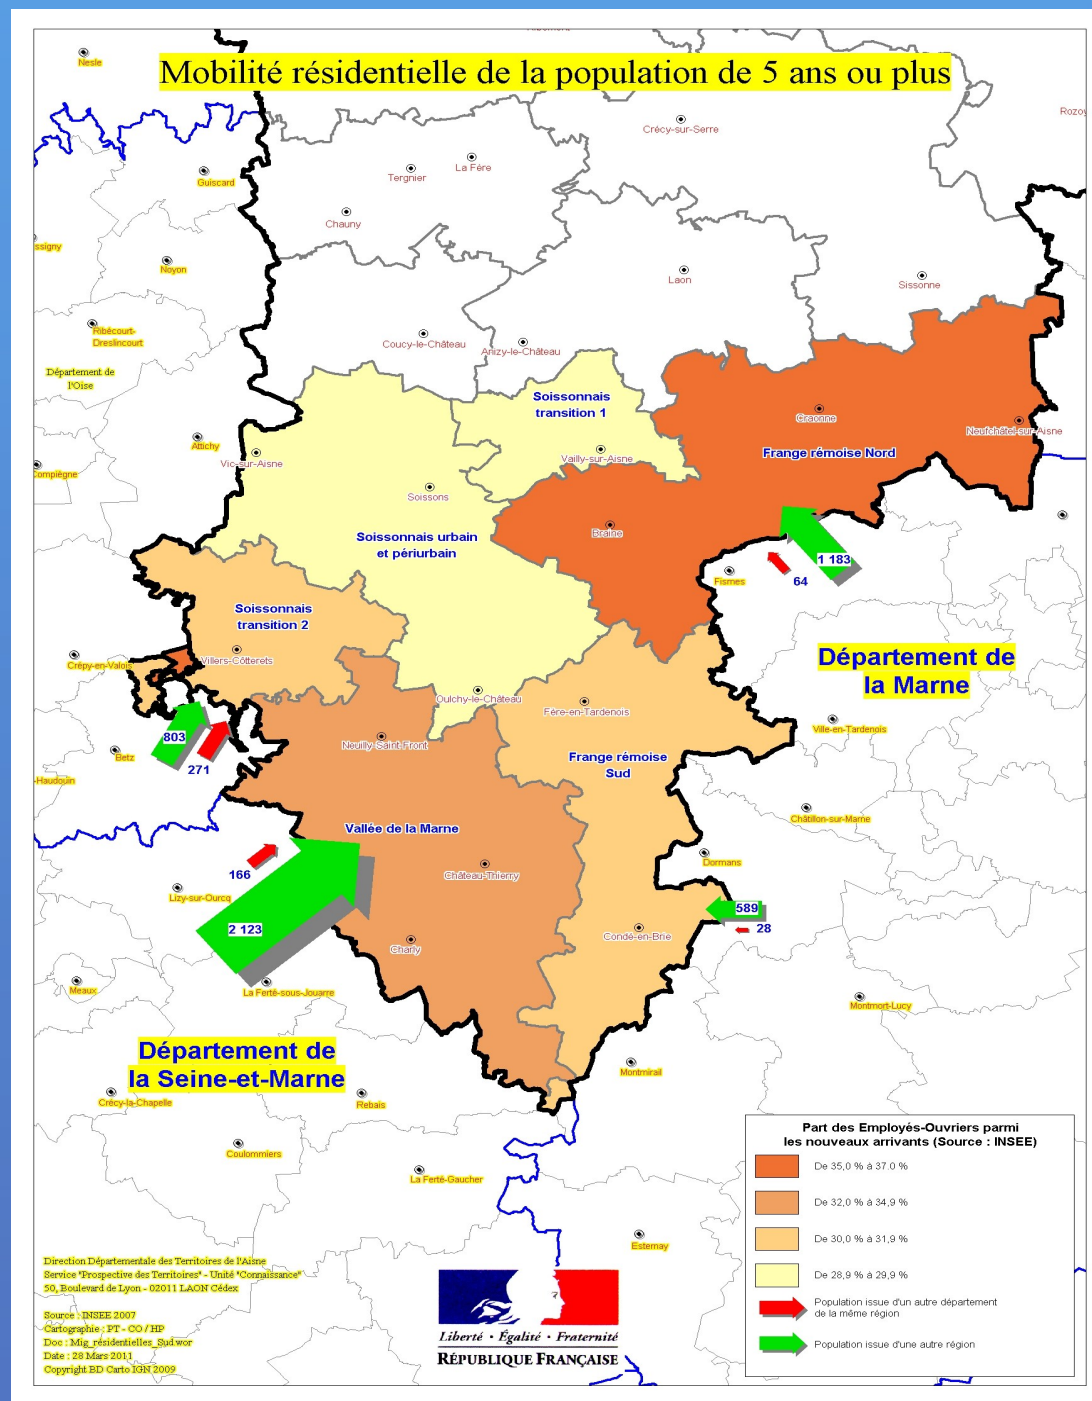 Mobilité résidentielle de la population de 5 ans ou plus
Nesle
Crécy-sur-Serre
Rozoy
La Fère
Tergnier
Guiscard
Chauny
Noyon
Laon
Sissonne
Ribécourt-
Dreslincourt
Coucy-le-Château
Anizy-le-Château
Département de
l'Oise
Soissonnais
transition 1
Craonne
Neufchâtel-sur-Aisne
Attichy
Vic-sur-Aisne
Vailly-sur-Aisne
Frange rémoise Nord
Compiègne
Soissons
Soissonnais urbain
et périurbain
Braine
1 183
64
Fismes
Soissonnais
transition 2
Crépy-en-Valois
Villers-Cötterets
Département de
la Marne
Oulchy-le-Château
Fère-en-Tardenois
Ville-en-Tardenois
803
271
Betz
Neuilly-Saint Front
Frange rémoise
Sud
-Haudouin
Châtillon-sur-Marne
Vallée de la Marne
166
Château-Thierry
Dormans
Lizy-sur-Ourcq
2 123
589
28
Condé-en-Brie
Charly
Meaux
La Ferté-sous-Jouarre
Montmort-Lucy
Département de
la Seine-et-Marne
Montmirail
Crécy-la-Chapelle
Rebais
Coulommiers
La Ferté-Gaucher
Esternay
Part des Employés-Ouvriers parmi
les nouveaux arrivants (Source : INSEE)
De 35,0 % à 37.0 %
De 32,0 % à 34,9 %
De 30,0 % à 31,9 %
De 28,9 % à 29,9 %
Population issue d'un autre département
de la même région
Population issue d'une autre région
Direction Départementale des Territoires de l'Aisne
Service "Prospective des Territoires" - Unité "Connaissance"
50, Boulevard de Lyon - 02011 LAON Cédex
Source : INSEE 2007
Cartographie : PT - CO / HP
Doc : Mig_résidentielles_Sud.wor
Date : 28 Mars 2011
Copyright BD Carto IGN 2009
Liberté • Égalité • Fraternité
RÉPUBLIQUE FRANÇAISE